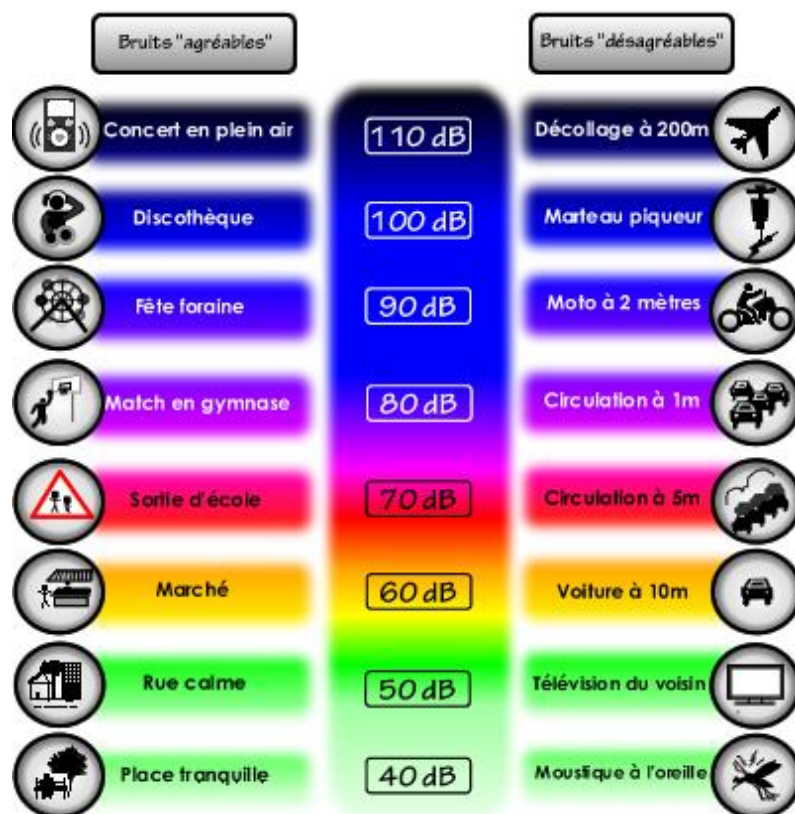 Bruits "agréables"
Bruits "désagréables"
Concert en plein air
110 dB
Décollage à 200m
Discothèque
100 dB
Marteau piqueur
Fête foraine
90 dB
Moto à 2 mètres
Match en gymnase
80 dB
Circulation à 1m
Sortie d'école
70 dB
Circulation à 5m
Marché
60 dB
Voiture à 10m
Rue calme
50 dB
Télévision du voisin
Place tranquille
40 dB
Moustique à l'oreille